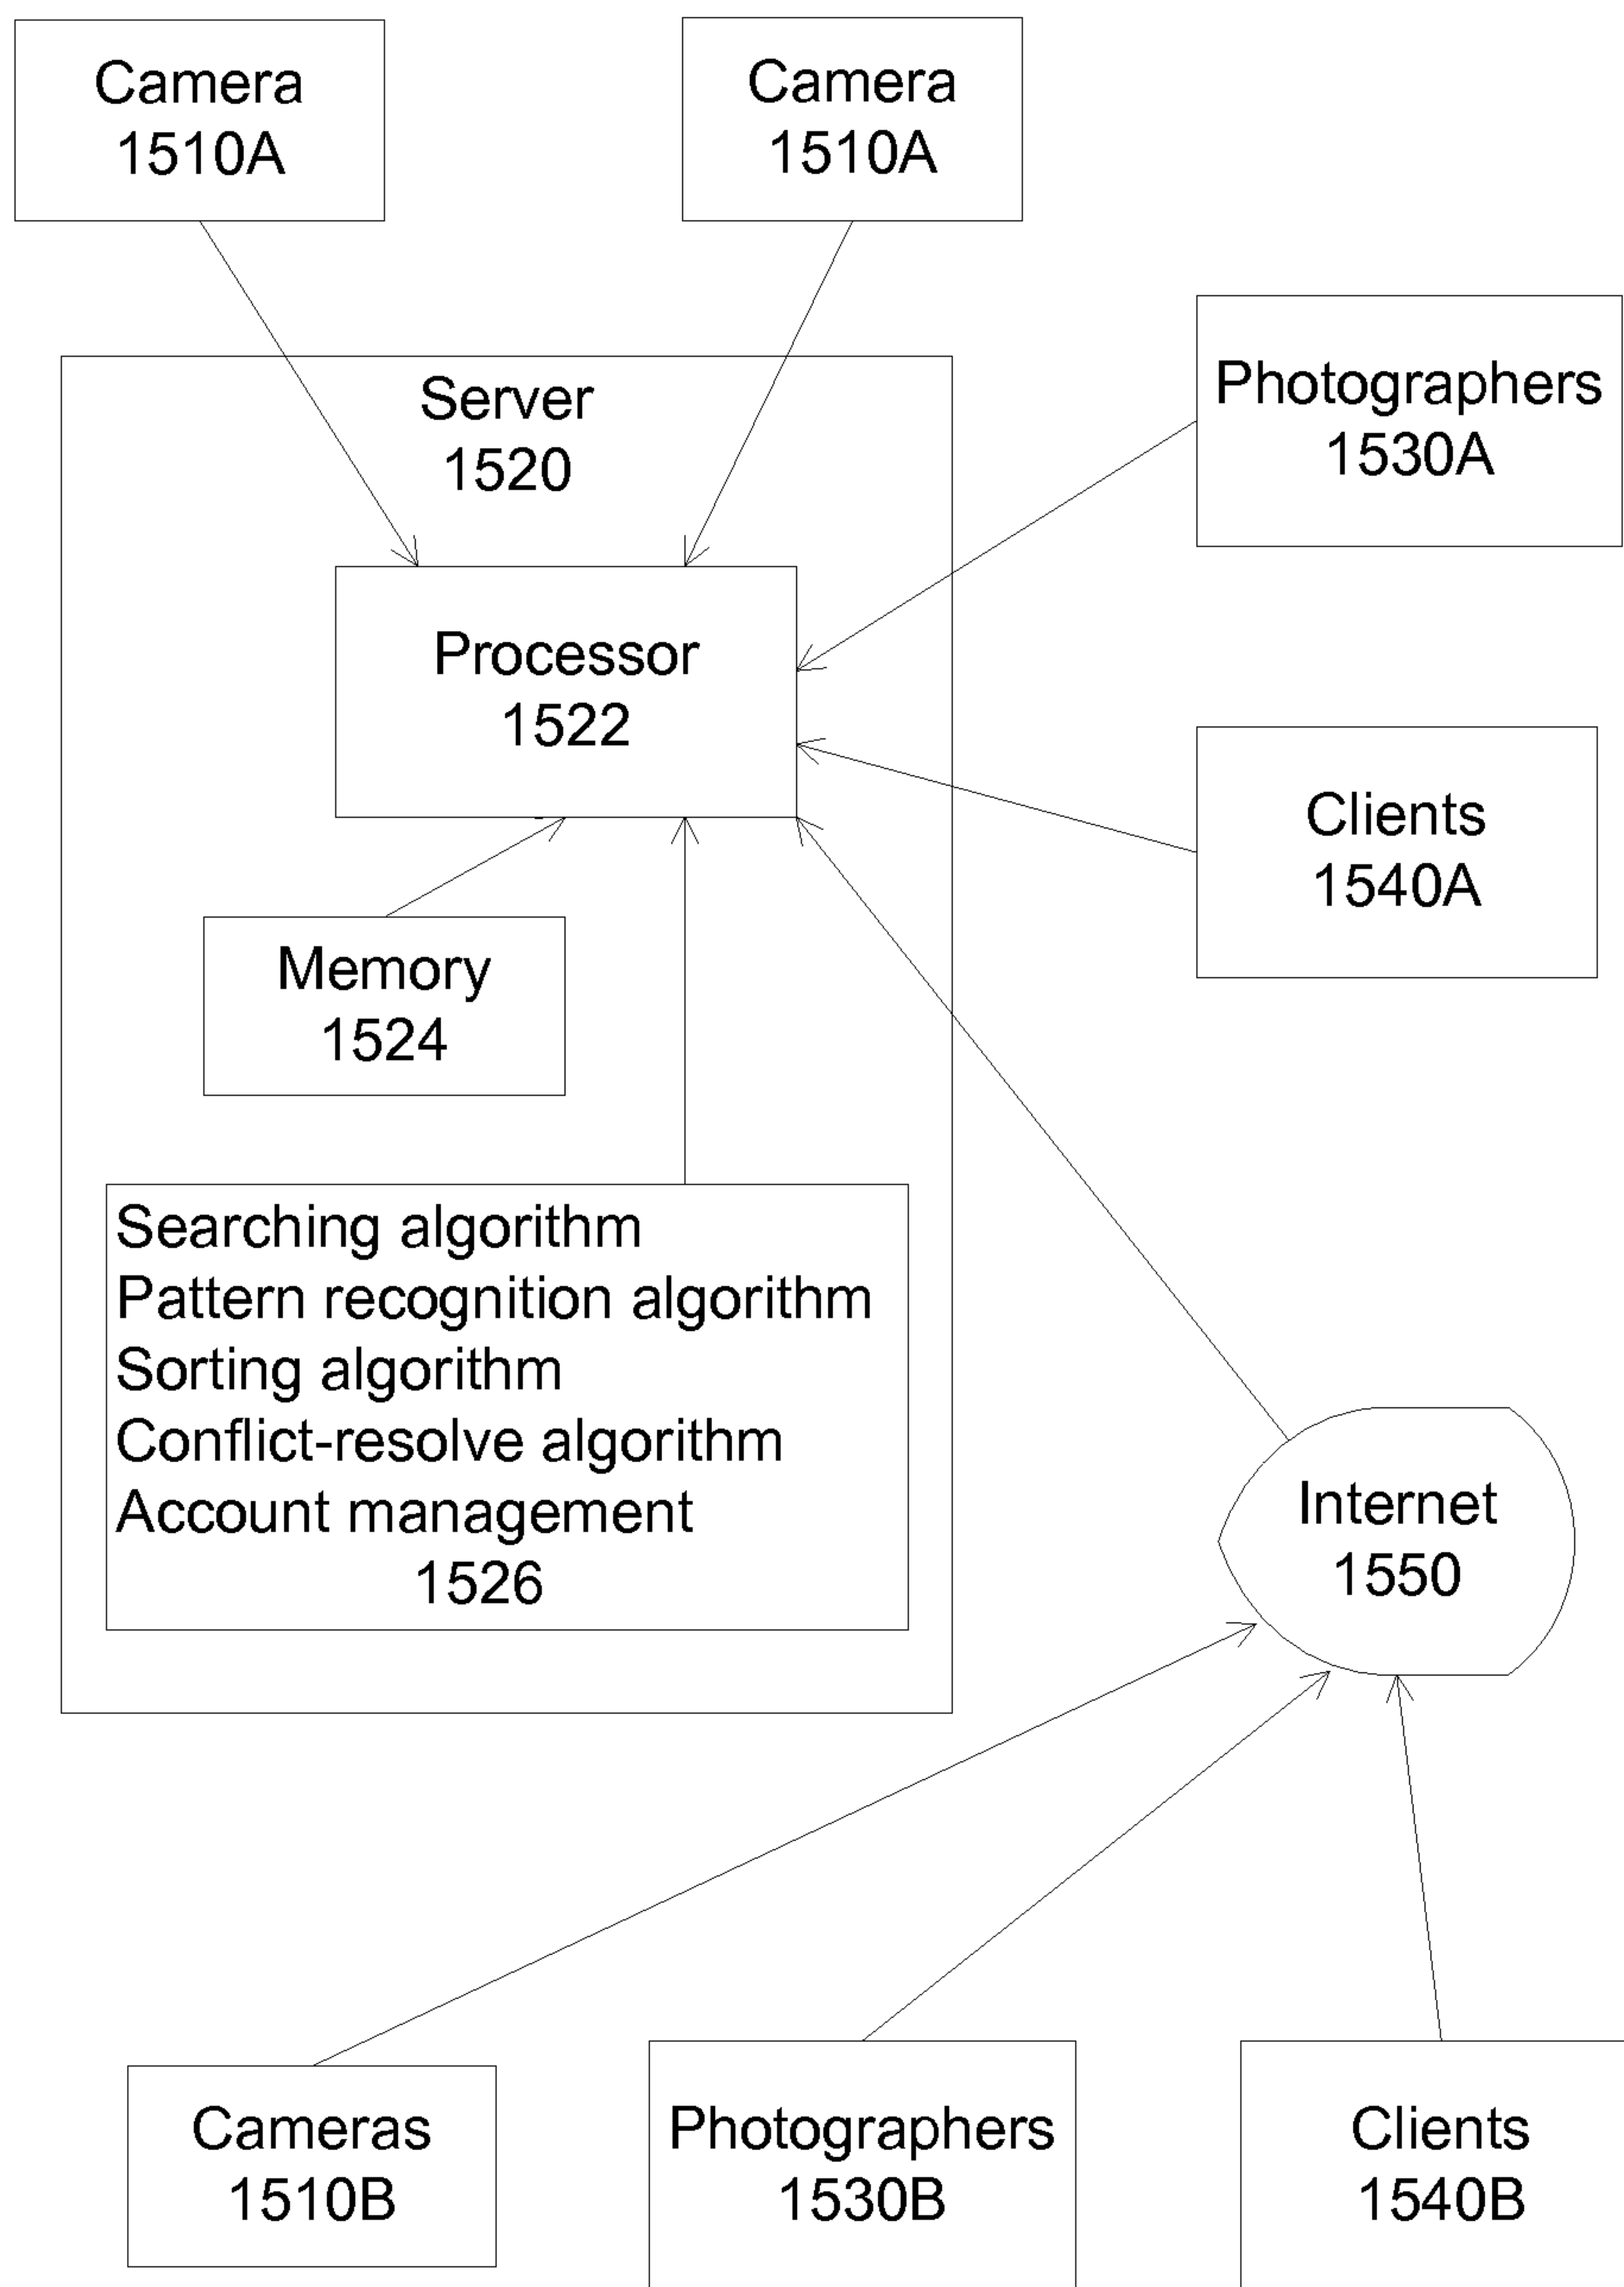 Camera
1510A
Camera
1510A
Photographers
1530A
Server
1520
Processor
1522
Clients
1540A
Memory
1524
Searching algorithm
Pattern recognition algorithm
Sorting algorithm
Conflict-resolve algorithm
Account management
1526
Internet
1550
Cameras
1510B
Photographers
1530B
Clients
1540B